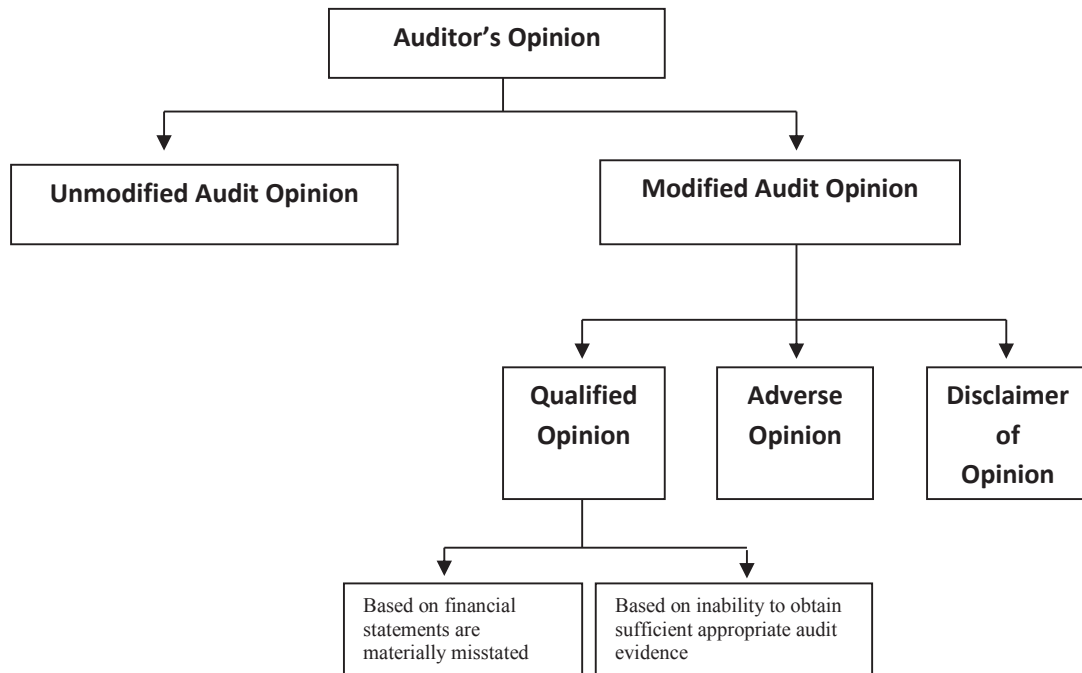 Auditor’s Opinion
Unmodified Audit Opinion
Modified Audit Opinion
Qualified
Opinion
Adverse
Opinion
Disclaimer
of
Opinion
Based on financial
statements are
materially misstated
Based on inability to obtain
sufficient appropriate audit
evidence